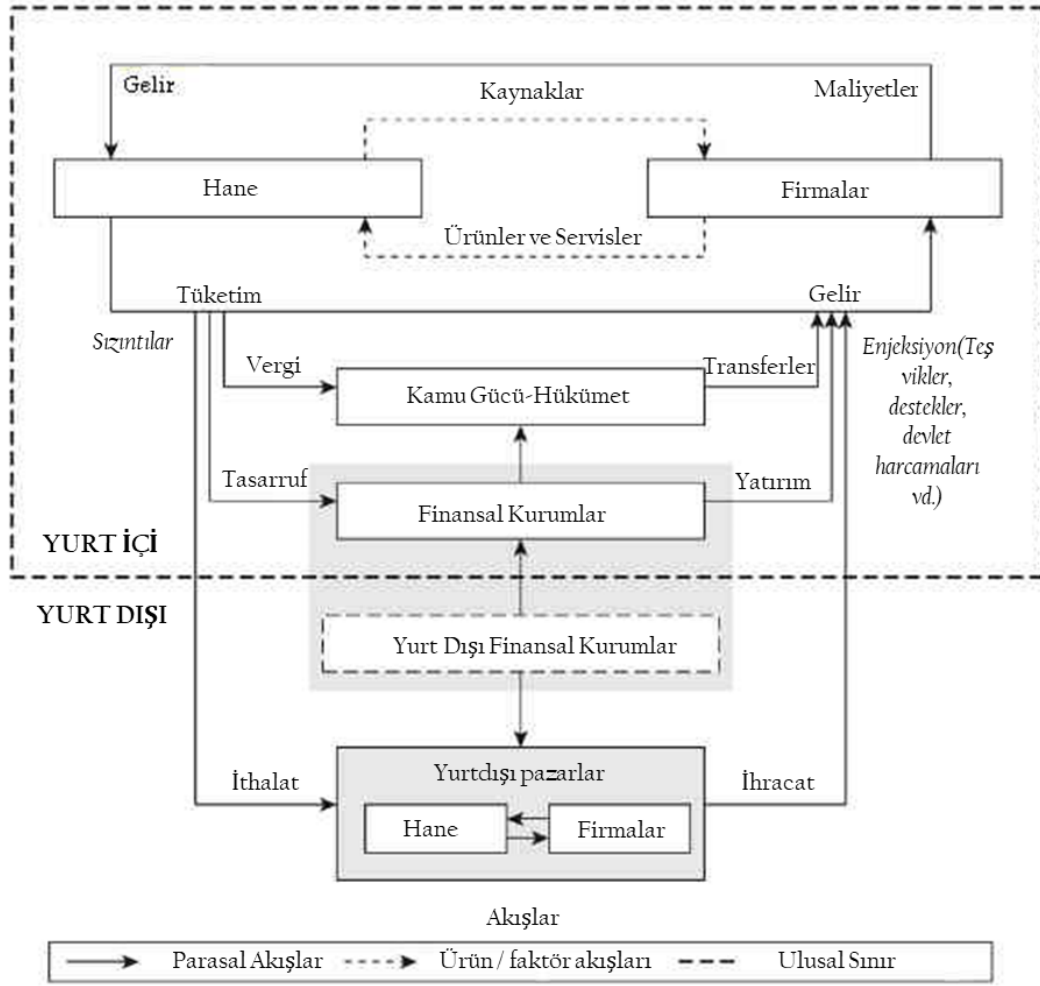 Gelir
Kaynaklar
Maliyetler
Hane
Firmalar
Ürünler ve Servisler
Tüketim
Gelir
Sızıntılar
Enjeksiyon(Teş
vikler,
destekler,
devlet
harcamaları
vd.)
Vergi
Kamu Gücü-Hükümet
Transferler
Tasarruf
Finansal Kurumlar
Yatırım
YURT İÇİ
YURT DIŞI
Yurt Dışı Finansal Kurumlar
Yurtdışı pazarlar
İthalat
İhracat
Hane
Firmalar
Akışlar
Parasal Akışlar
Ürün / faktör akışları
Ulusal Sınır